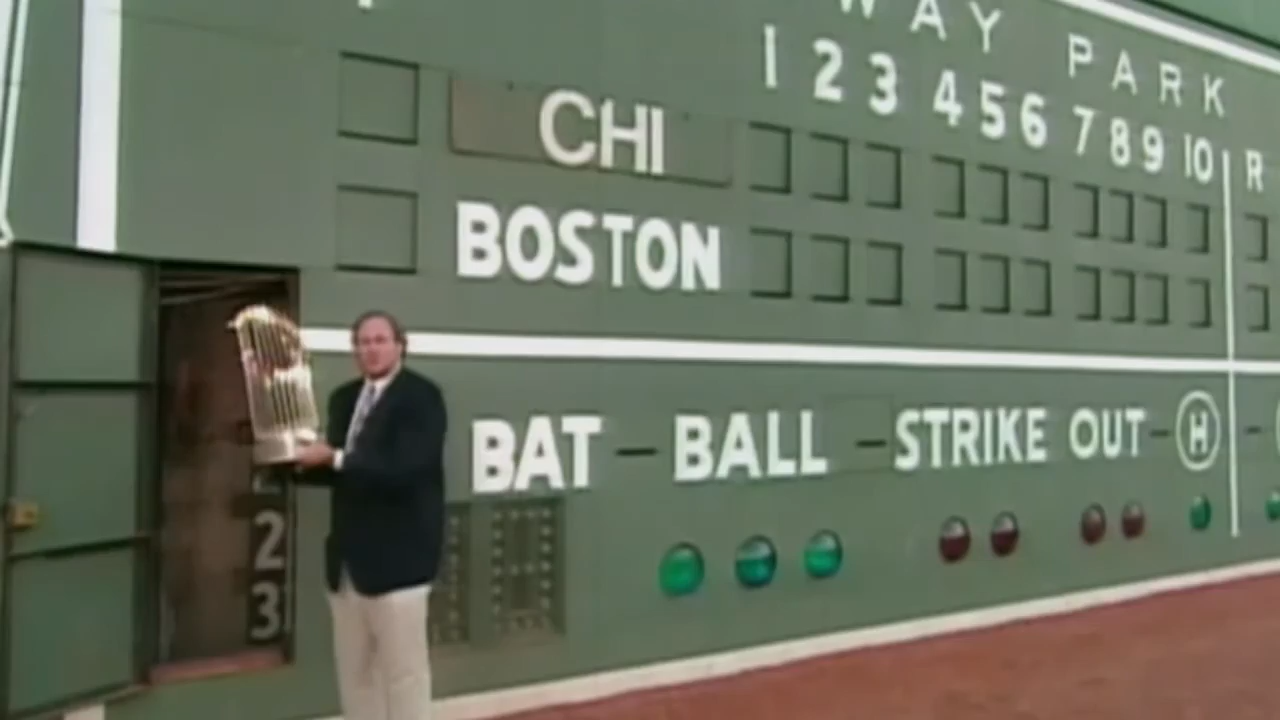 WAY PARK
1 2 3 4 5 6 7 8 9 10 R
CHI
BOSTON
BAT - BALL - STRIKE OUT - H -
2
3